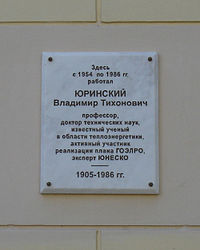 Здесь
с 1954 по 1986 гг.
работал
ЮРИНСКИЙ
Владимир Тихонович
профессор,
доктор технических наук,
известный ученый
в области теплоэнергетики,
активный участник
реализации плана ГОЭЛРО,
эксперт ЮНЕСКО
1905-1986 гг.